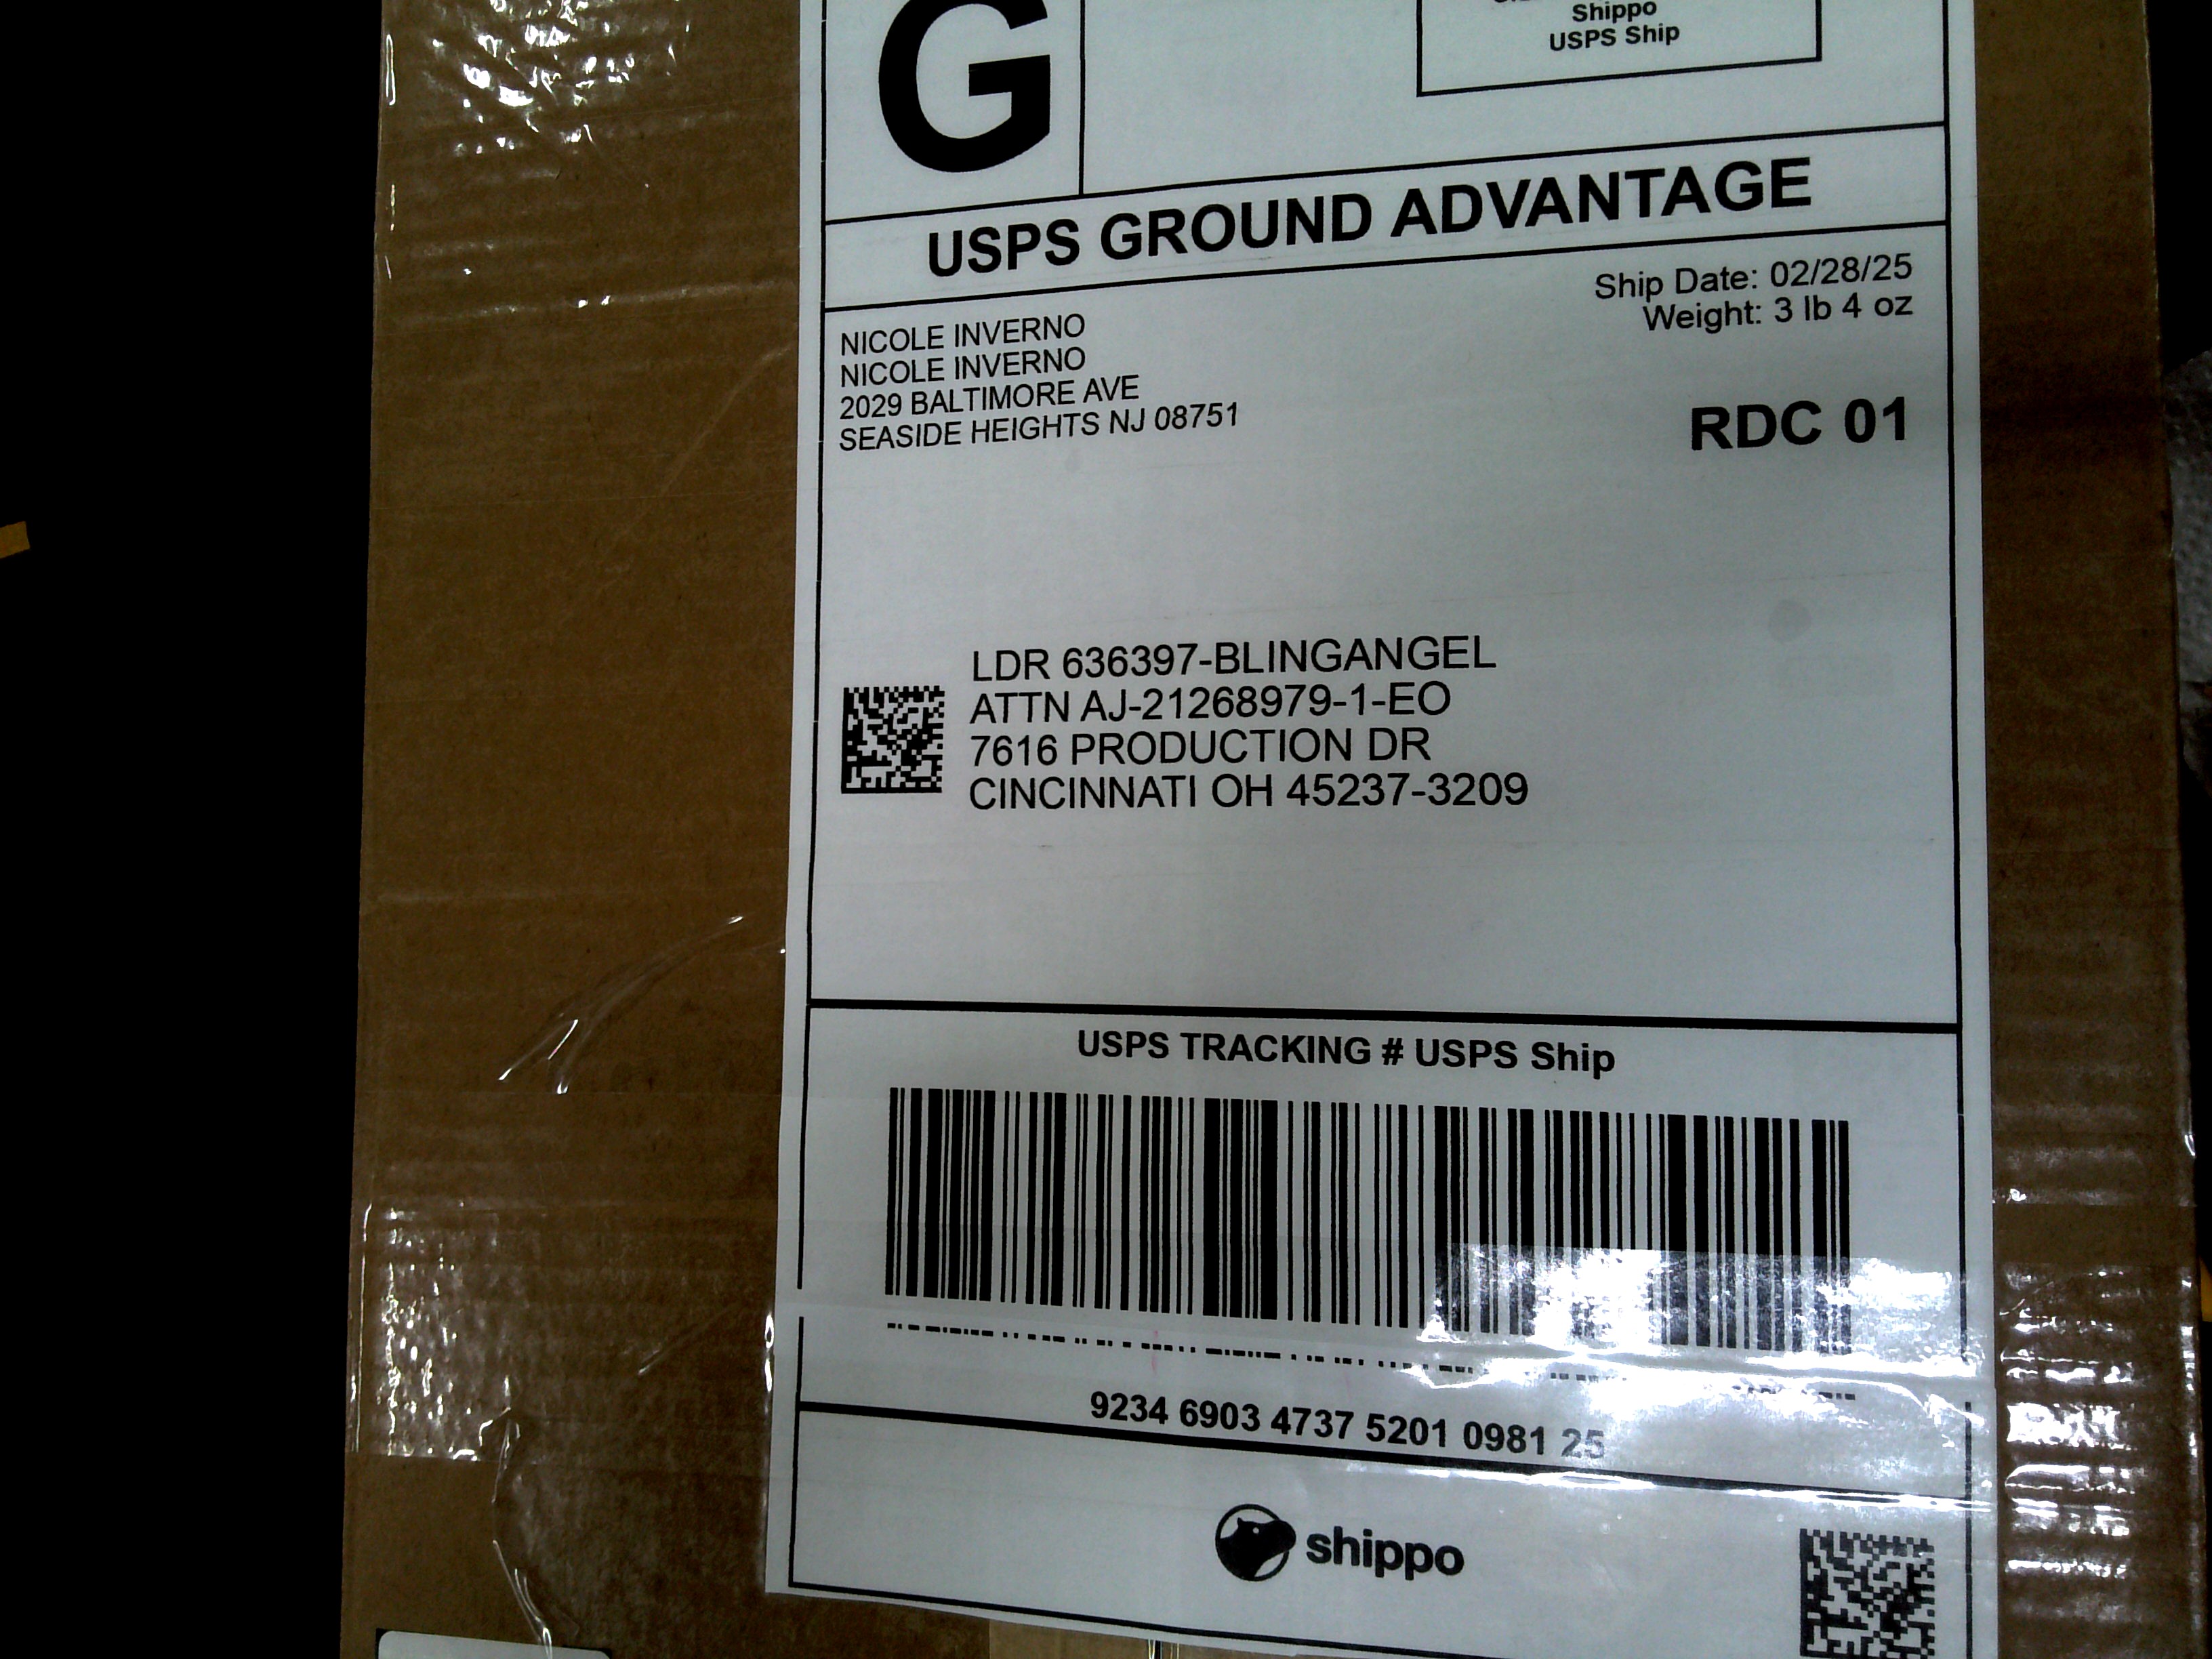 G
Shippo
USPS Ship
USPS GROUND ADVANTAGE
Ship Date: 02/28/25
Weight: 3 lb 4 oz
NICOLE INVERNO
NICOLE INVERNO
2029 BALTIMORE AVE
SEASIDE HEIGHTS NJ 08751
RDC 01
LDR 636397-BLINGANGEL
ATTN AJ-21268979-1-EO
7616 PRODUCTION DR
CINCINNATI OH 45237-3209
USPS TRACKING # USPS Ship
9234 6903 4737 5201 0981 25
shippo